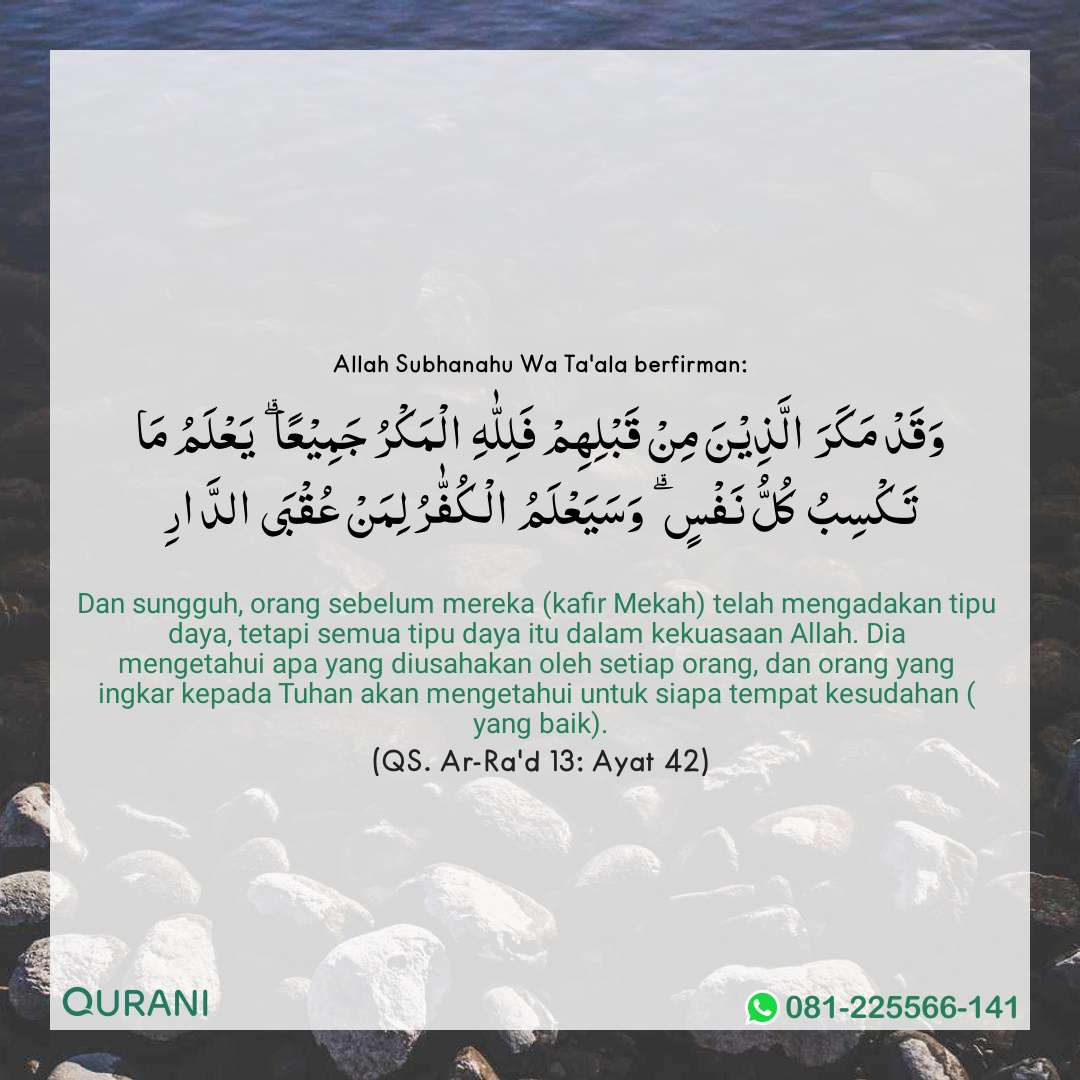 Allah Subhanahu Wa Ta'ala berfirman:
وَقَدْ مَكَرَ الَّذِيْنَ مِنْ قَبْلِهِمْ فَلِلّٰهِ الْمَكْرُ جَمِيْعًا ۗ يَعْلَمُ مَا
تَكْسِبُ كُلُّ نَفْسٍ ۗ وَسَيَعْلَمُ الْكُفّٰرُ لِمَنْ عُقْبَى الدَّارِ
Dan sungguh, orang sebelum mereka (kafir Mekah) telah mengadakan tipu
daya, tetapi semua tipu daya itu dalam kekuasaan Allah. Dia
mengetahui apa yang diusahakan oleh setiap orang, dan orang yang
ingkar kepada Tuhan akan mengetahui untuk siapa tempat kesudahan (
yang baik).
(QS. Ar-Ra'd 13: Ayat 42)
QURANI
081-225566-141